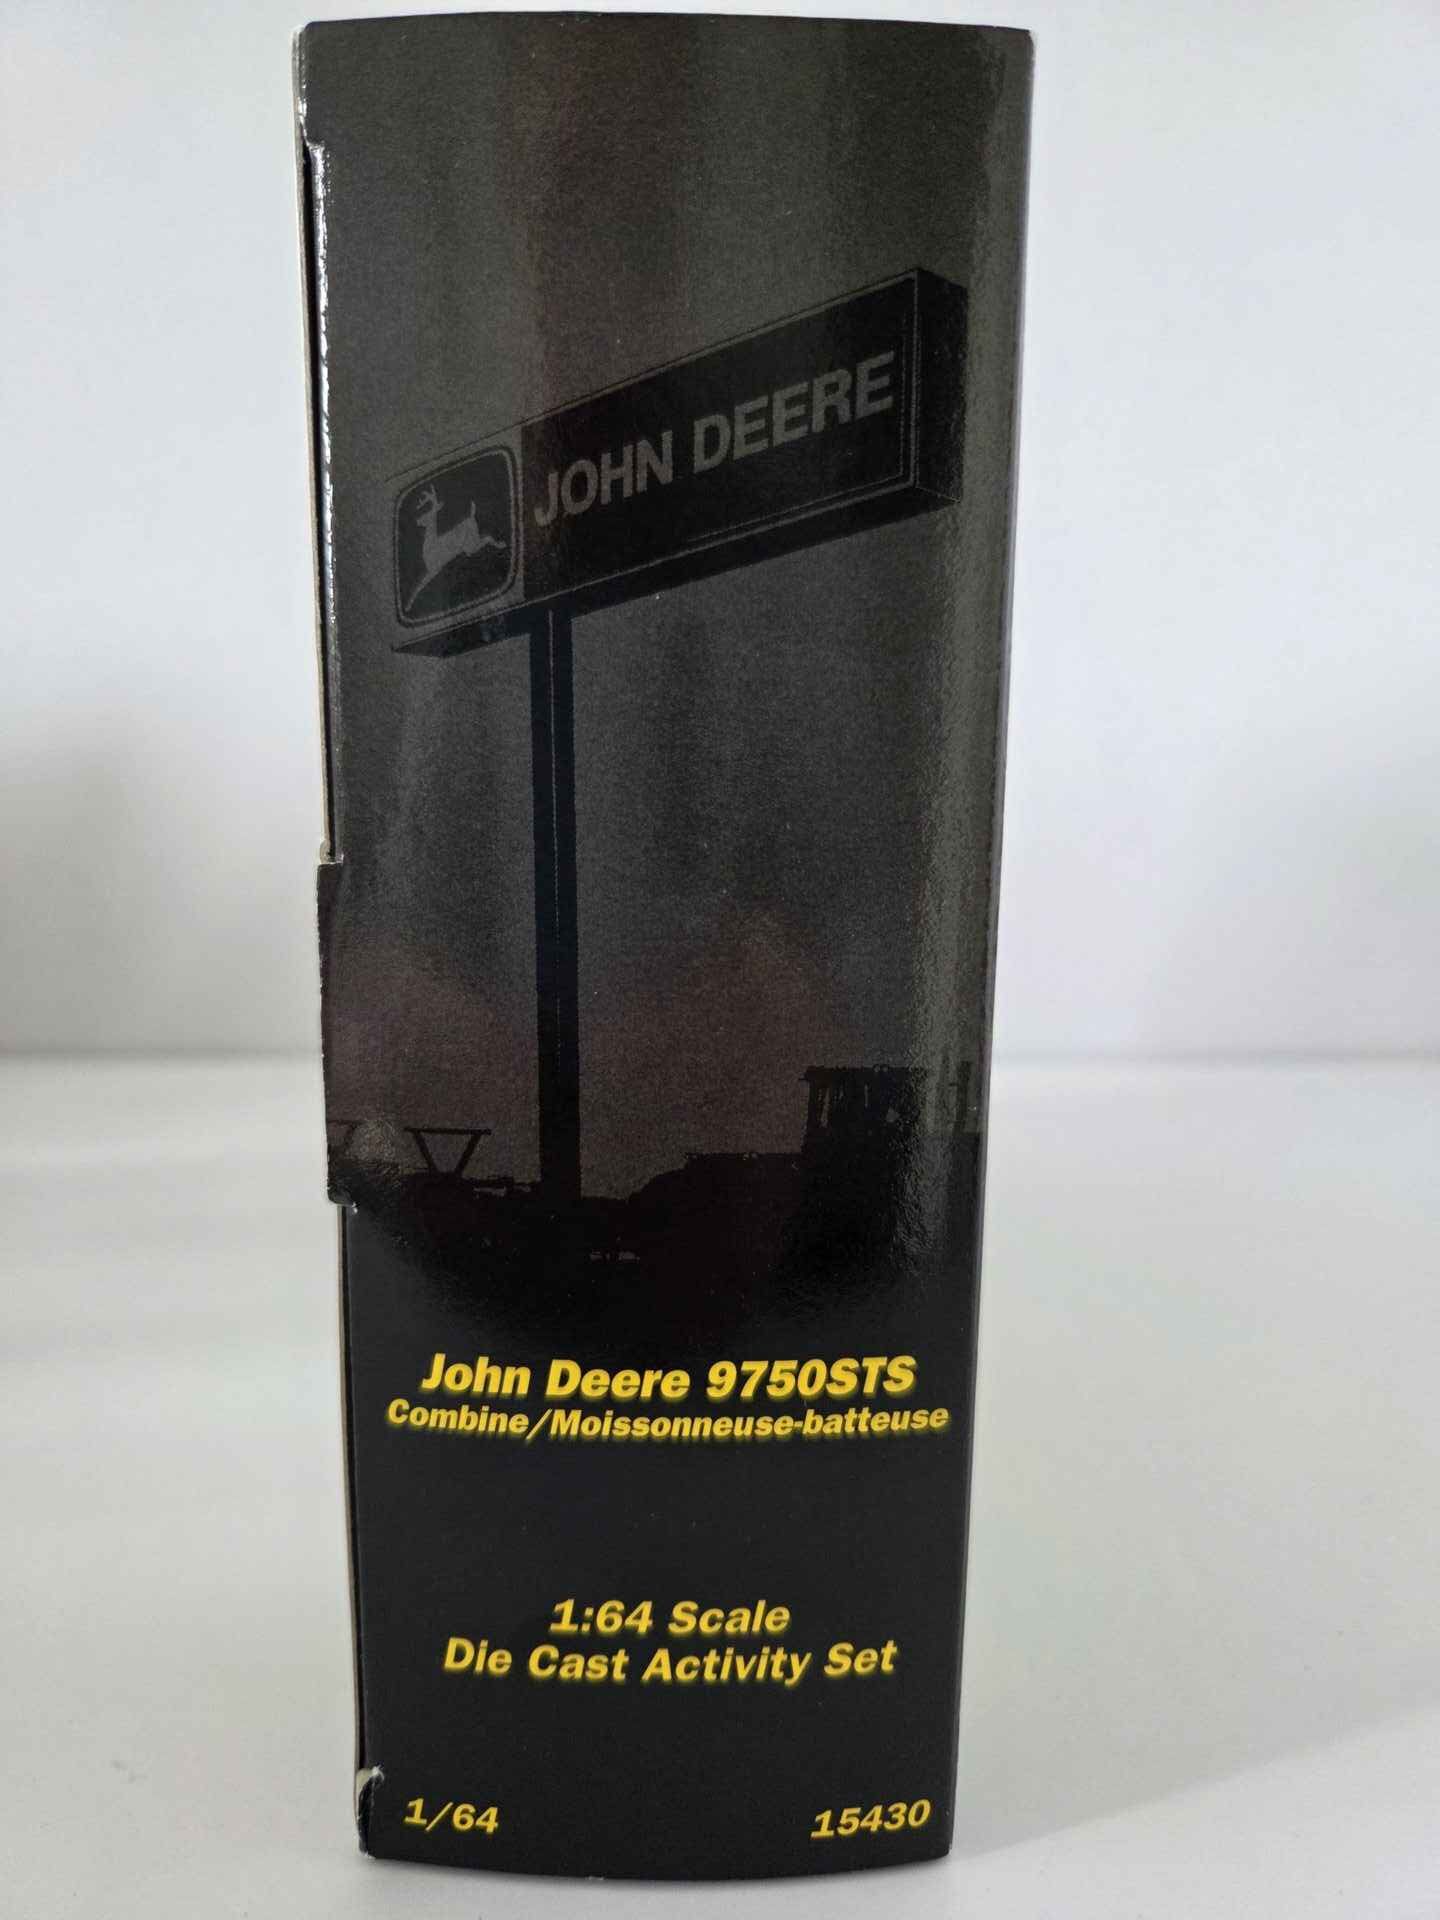 JOHN DEERE
John Deere 9750STS
Combine/Moissonneuse-batteuse
1:64 Scale
Die Cast Activity Set
1/64
15430